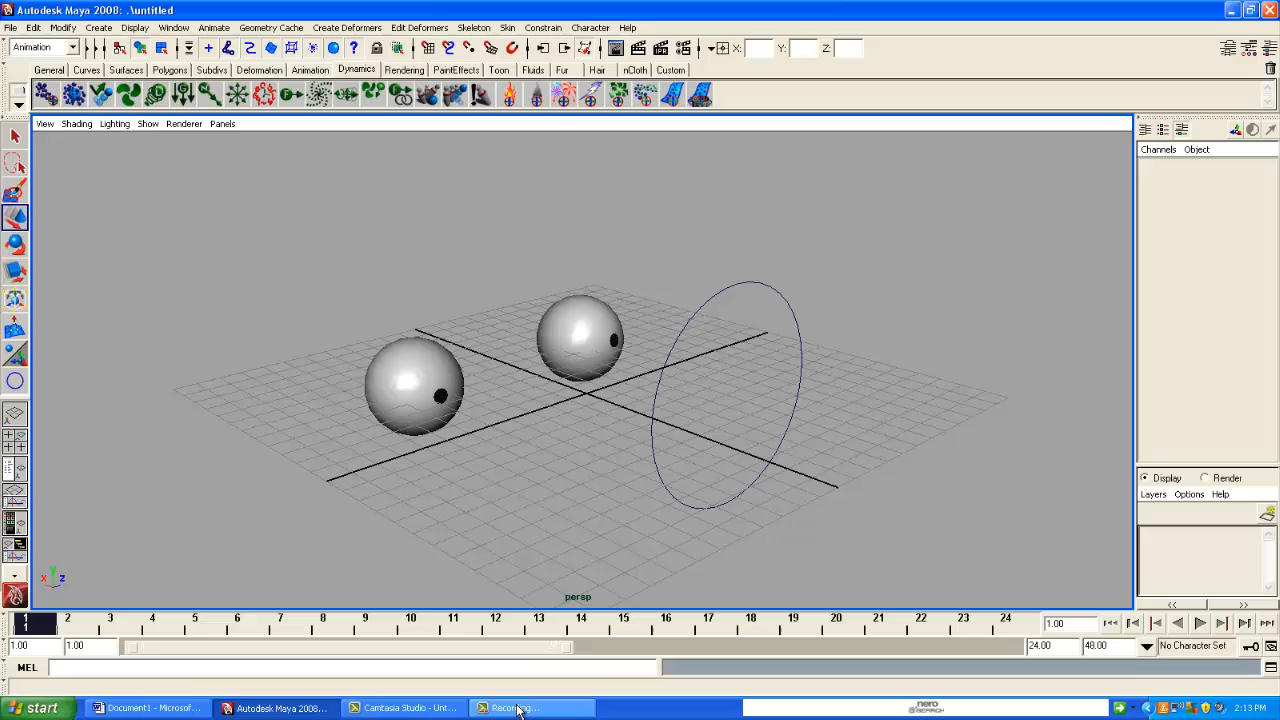 Autodesk Maya 2008: .\untitled
File Edit Modify Create Display Window Animate Geometry Cache Create Deformers Edit Deformers Skeleton Skin Constrain Character Help
Animation X: Y: Z:
General Curves Surfaces Polygons Subdivs Deformation Animation Dynamics Rendering PaintEffects Toon Fluids Fur Hair nCloth Custom
View Shading Lighting Show Renderer Panels
Channels Object
Display Render
Layers Options Help
y
x z
persp
<< >>
1 2 3 4 5 6 7 8 9 10 11 12 13 14 15 16 17 18 19 20 21 22 23 24 1.00
1
1.00 1.00 24.00 48.00 No Character Set
MEL
start Document1 - Microsof... Autodesk Maya 2008... Camtasia Studio - Unt... Recording... nero SEARCH 2:13 PM